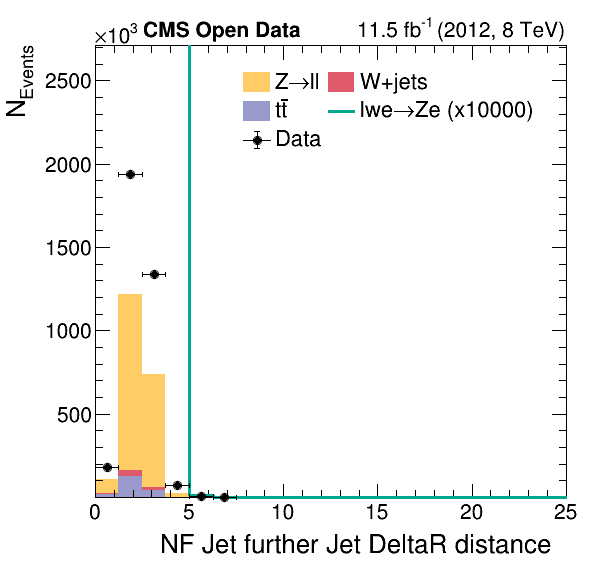 ×10³ CMS Open Data 11.5 fb⁻¹ (2012, 8 TeV)
N_Events
2500
2000
1500
1000
500
Z→ll W+jets
tt̄ lwe→Ze (x10000)
Data
0 5 10 15 20 25
NF Jet further Jet DeltaR distance